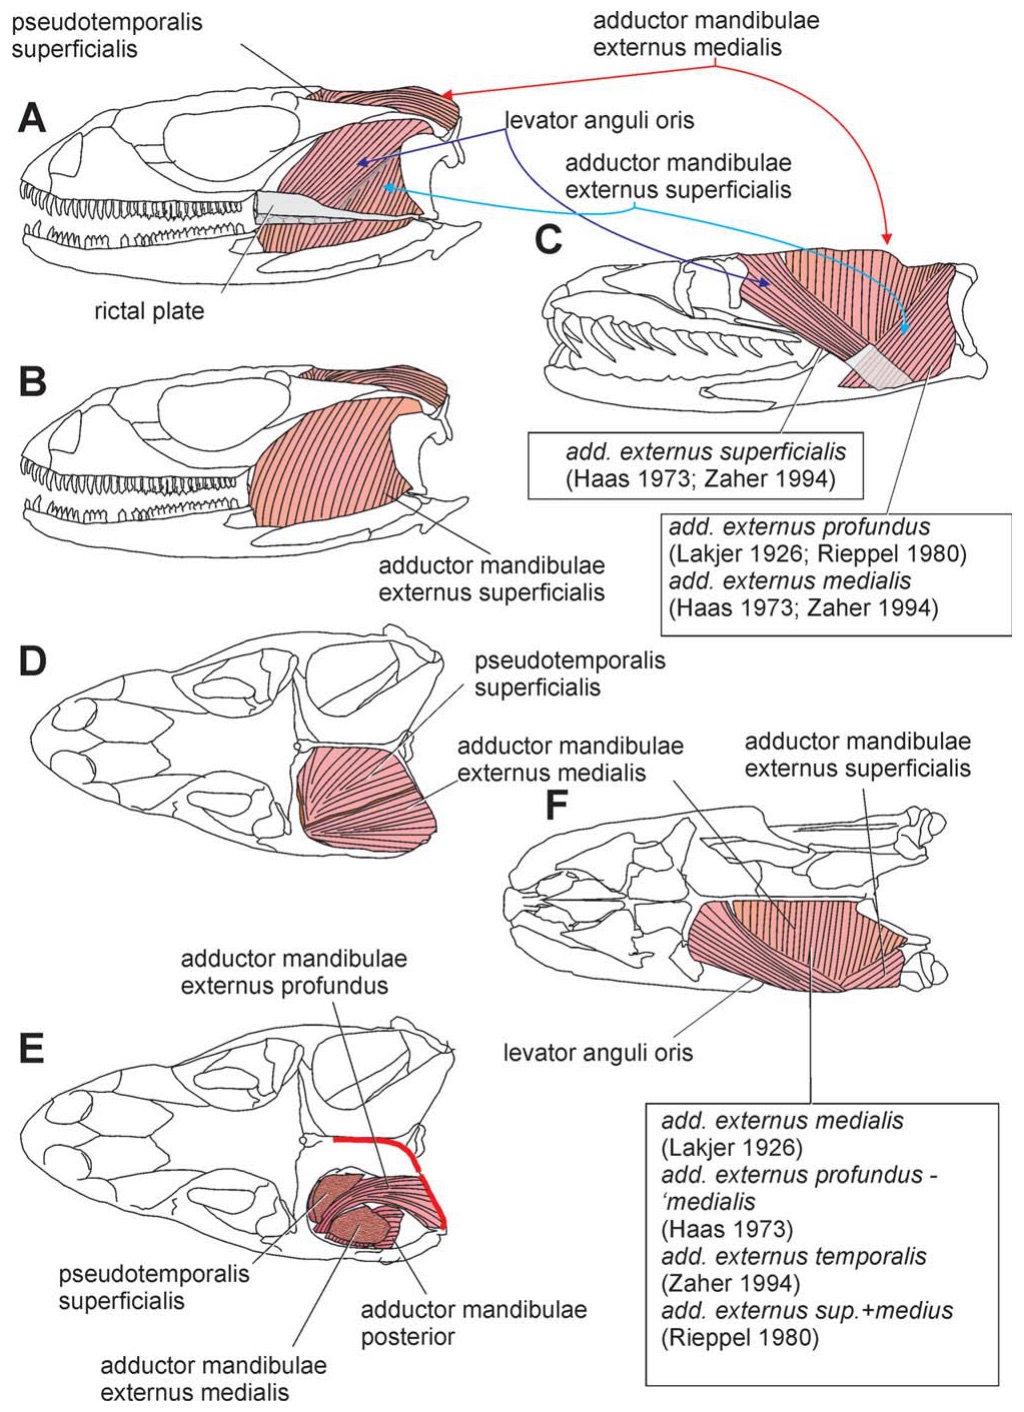 pseudotemporalis
superficialis
adductor mandibulae
externus medialis
A
levator anguli oris
adductor mandibulae
externus superficialis
C
rictal plate
B
add. externus superficialis
(Haas 1973; Zaher 1994)
add. externus profundus
(Lakjer 1926; Rieppel 1980)
add. externus medialis
(Haas 1973; Zaher 1994)
adductor mandibulae
externus superficialis
D
pseudotemporalis
superficialis
adductor mandibulae
externus medialis
adductor mandibulae
externus superficialis
F
adductor mandibulae
externus profundus
E
levator anguli oris
add. externus medialis
(Lakjer 1926)
add. externus profundus -
‘medialis
(Haas 1973)
add. externus temporalis
(Zaher 1994)
add. externus sup.+medius
(Rieppel 1980)
pseudotemporalis
superficialis
adductor mandibulae
posterior
adductor mandibulae
externus medialis